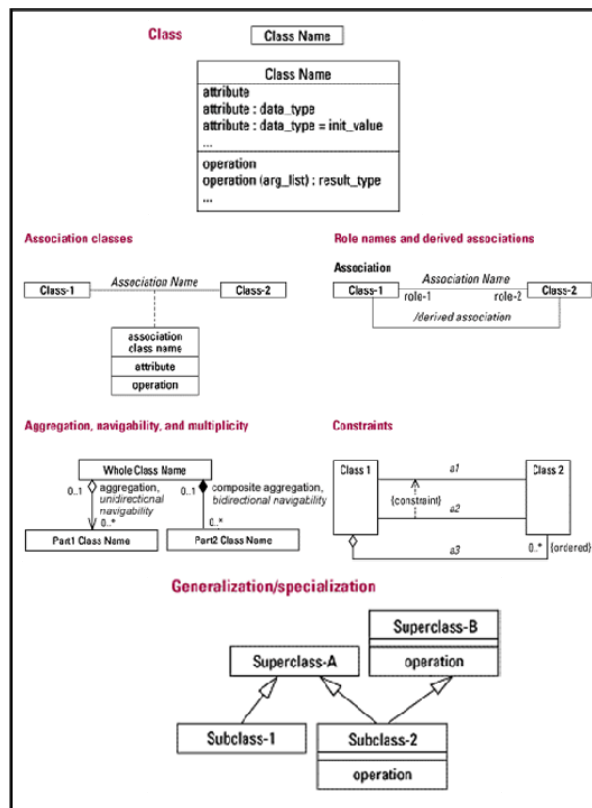 Class
Class Name
Class Name
attribute
attribute : data_type
attribute : data_type = init_value
...
operation
operation (arg_list) : result_type
...
Association classes
Class-1
Association Name
Class-2
association
class name
attribute
operation
Role names and derived associations
Association
Class-1
Association Name
Class-2
role-1
role-2
/derived association
Aggregation, navigability, and multiplicity
Whole Class Name
0..1
aggregation,
unidirectional
navigability
0..*
0..1
composite aggregation,
bidirectional navigability
0..*
Part1 Class Name
Part2 Class Name
Constraints
Class 1
a1
Class 2
{constraint}
a2
a3
0..*
{ordered}
Generalization/specialization
Superclass-A
Superclass-B
operation
Subclass-1
Subclass-2
operation